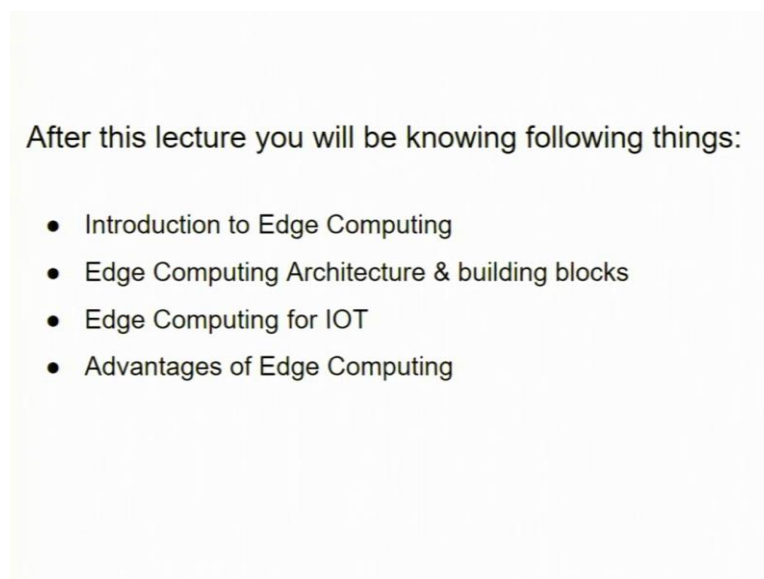 After this lecture you will be knowing following things:
● Introduction to Edge Computing
● Edge Computing Architecture & building blocks
● Edge Computing for IOT
● Advantages of Edge Computing